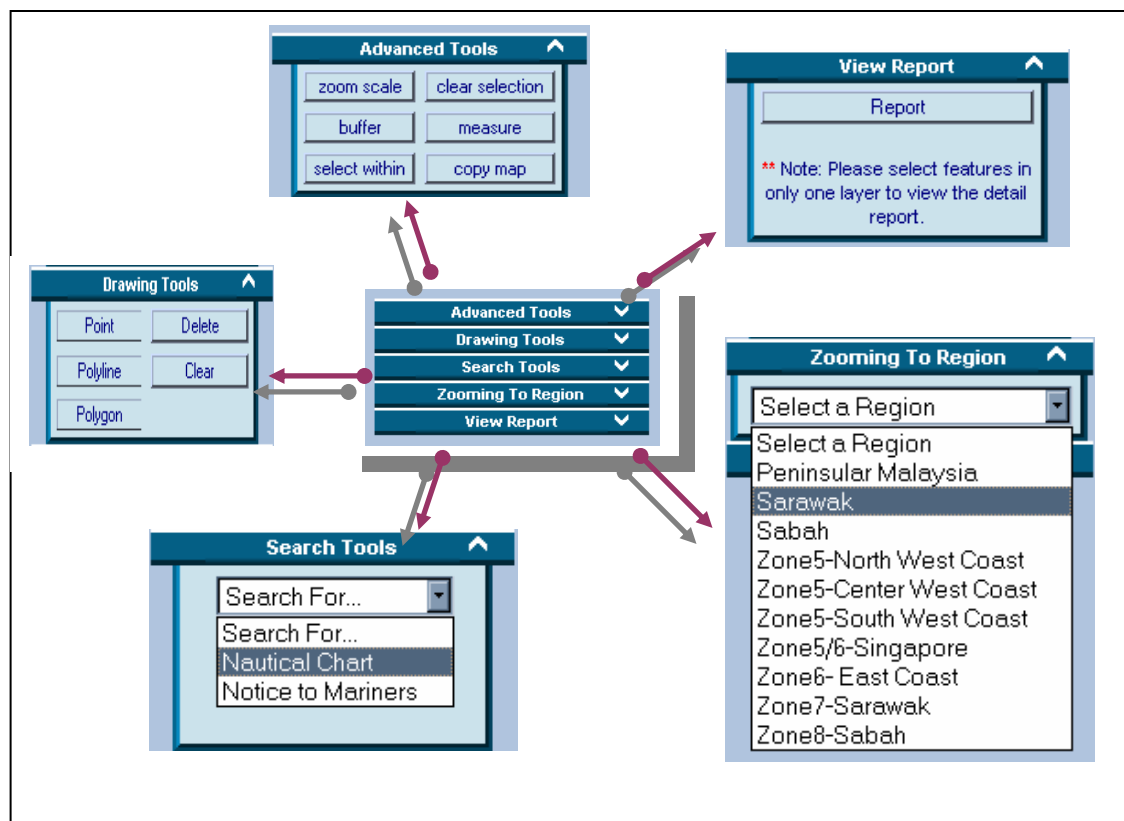 Advanced Tools
zoom scale clear selection
buffer measure
select within copy map
View Report
Report
** Note: Please select features in
only one layer to view the detail
report.
Drawing Tools
Point Delete
Polyline Clear
Polygon
Advanced Tools
Drawing Tools
Search Tools
Zooming To Region
View Report
Zooming To Region
Select a Region
Select a Region
Peninsular Malaysia
Sarawak
Sabah
Zone5-North West Coast
Zone5-Center West Coast
Zone5-South West Coast
Zone5/6-Singapore
Zone6- East Coast
Zone7-Sarawak
Zone8-Sabah
Search Tools
Search For...
Search For...
Nautical Chart
Notice to Mariners